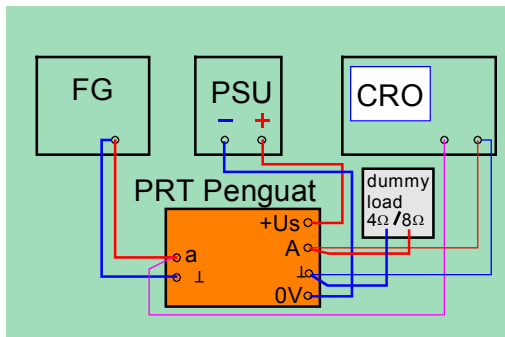 FG
PSU
− +
CRO
PRT Penguat
dummy
load
4Ω /8Ω
+Us
A
a
⊥
⊥
0V